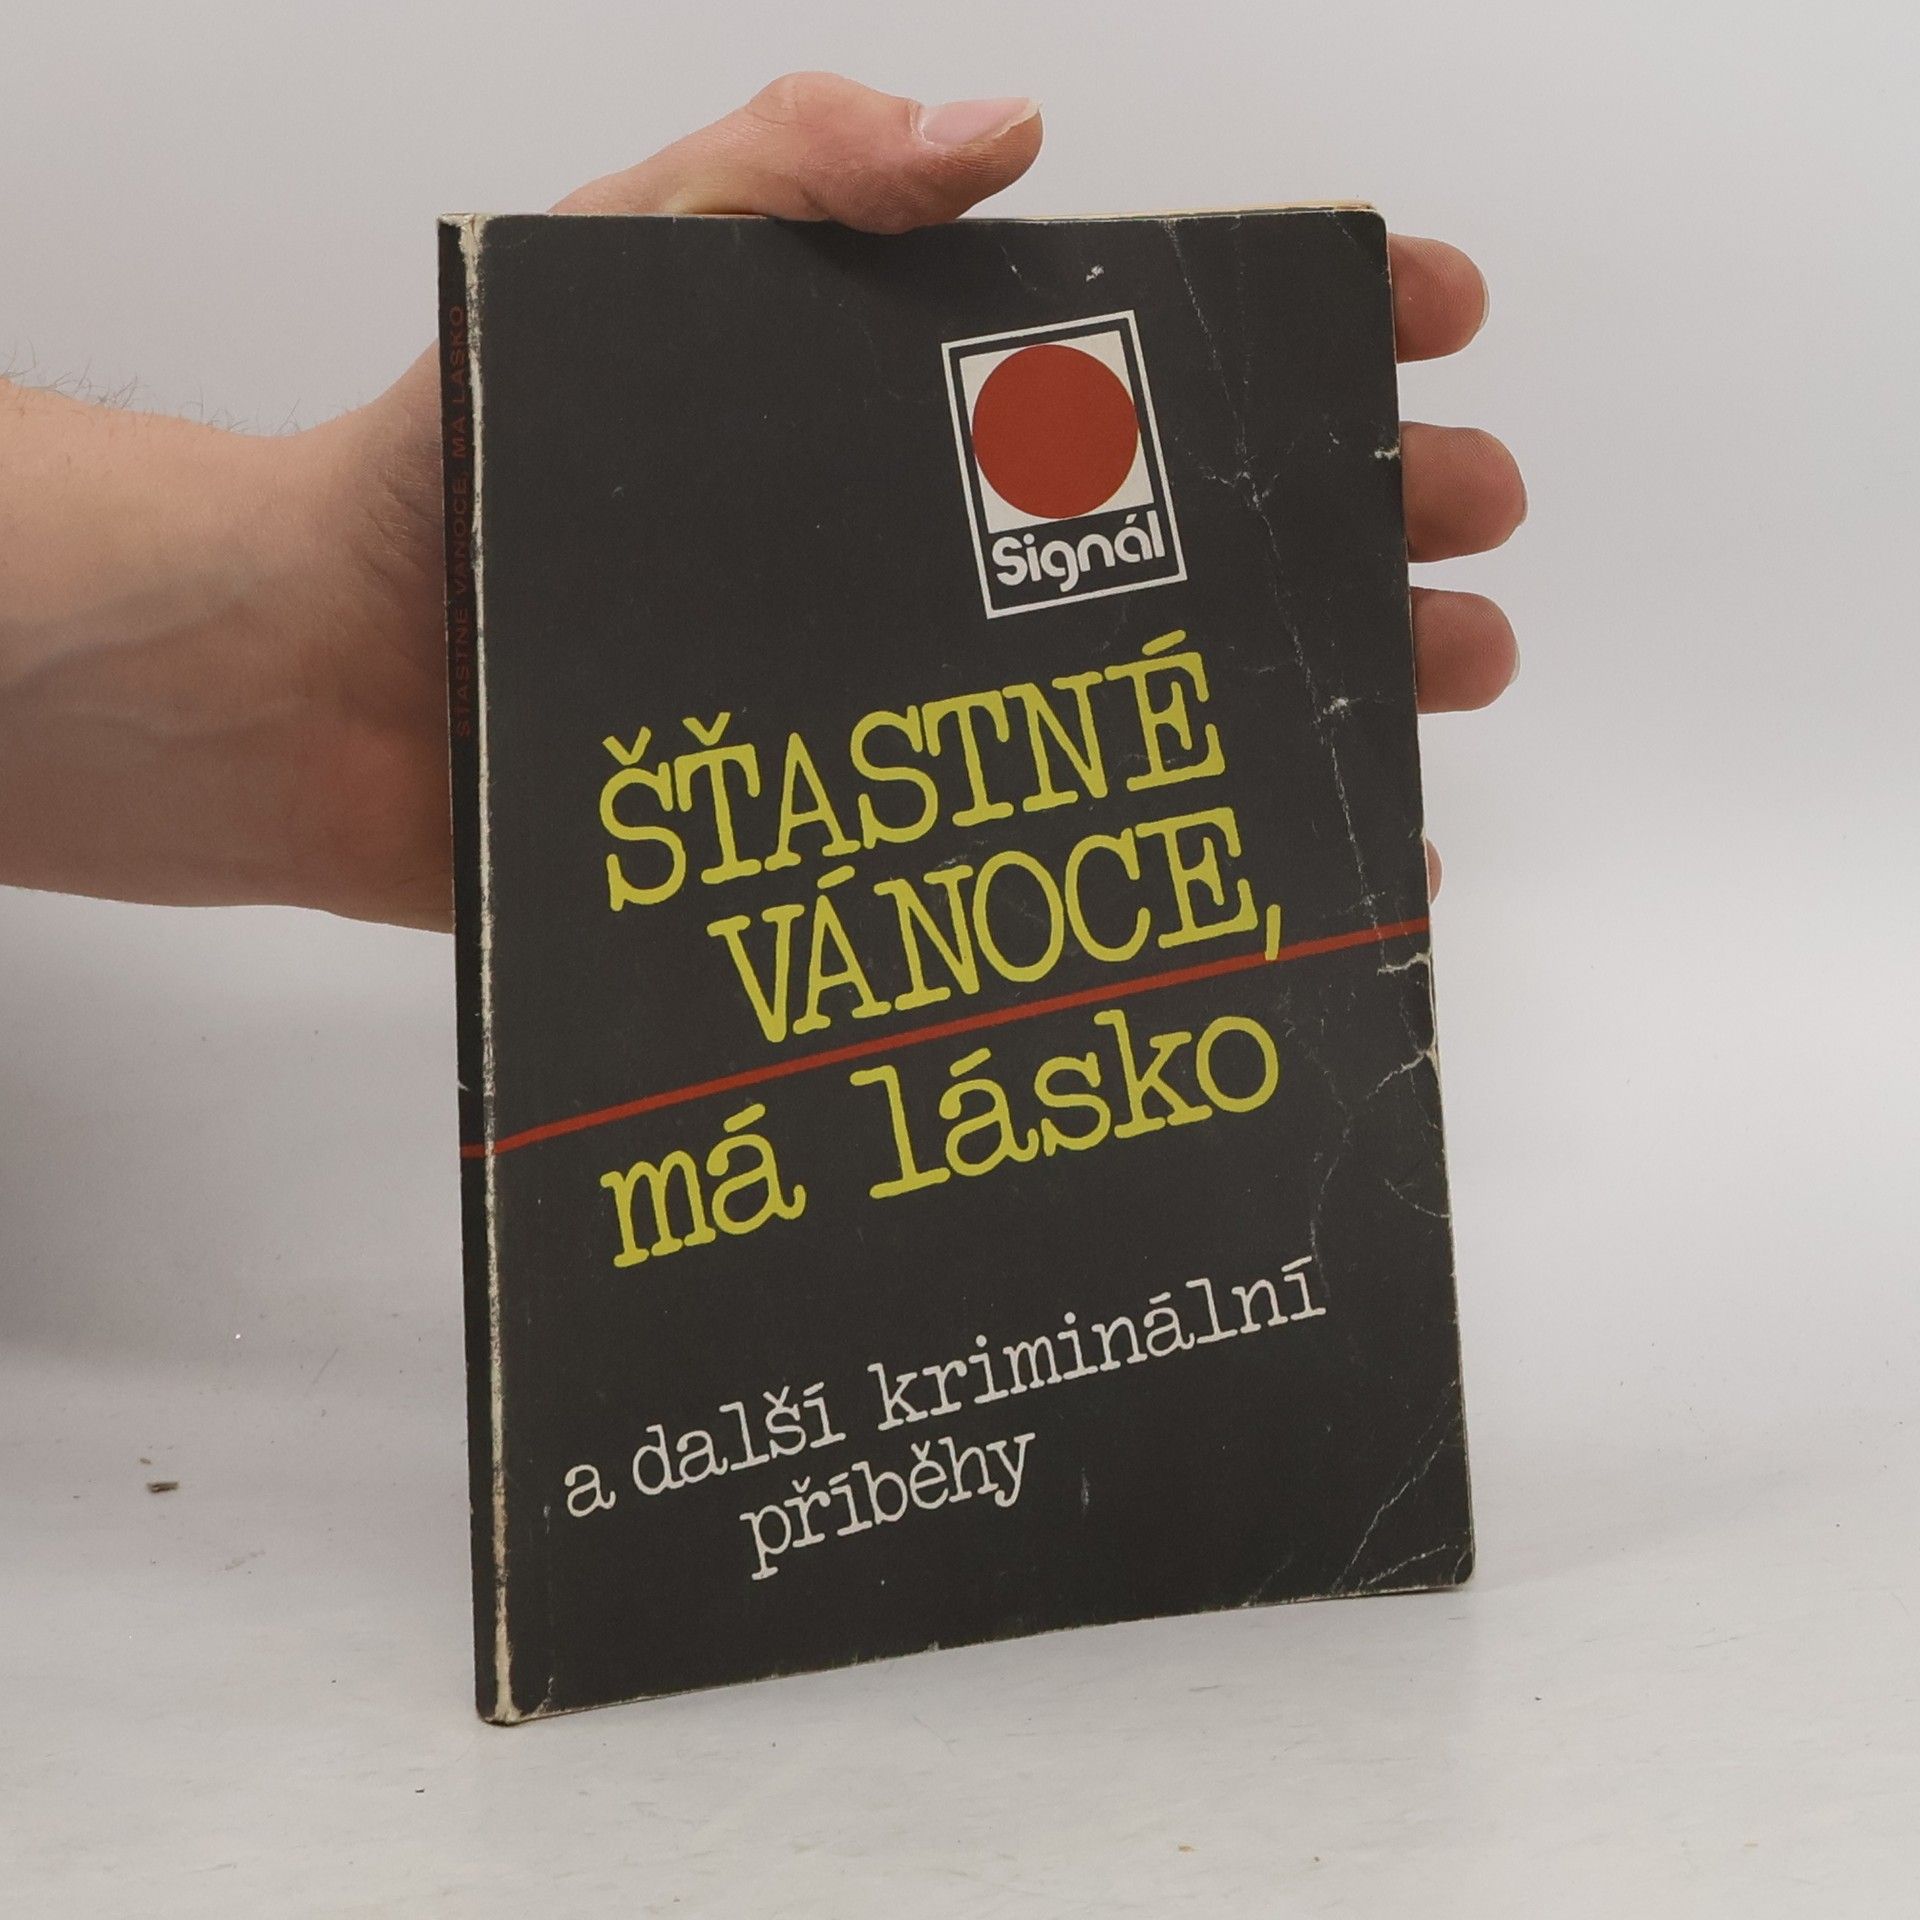 Signál
ŠŤASTNÉ
VÁNOCE,
má lásko
a další kriminální
příběhy
ŠŤASTNÉ VÁNOCE, MÁ LÁSKO